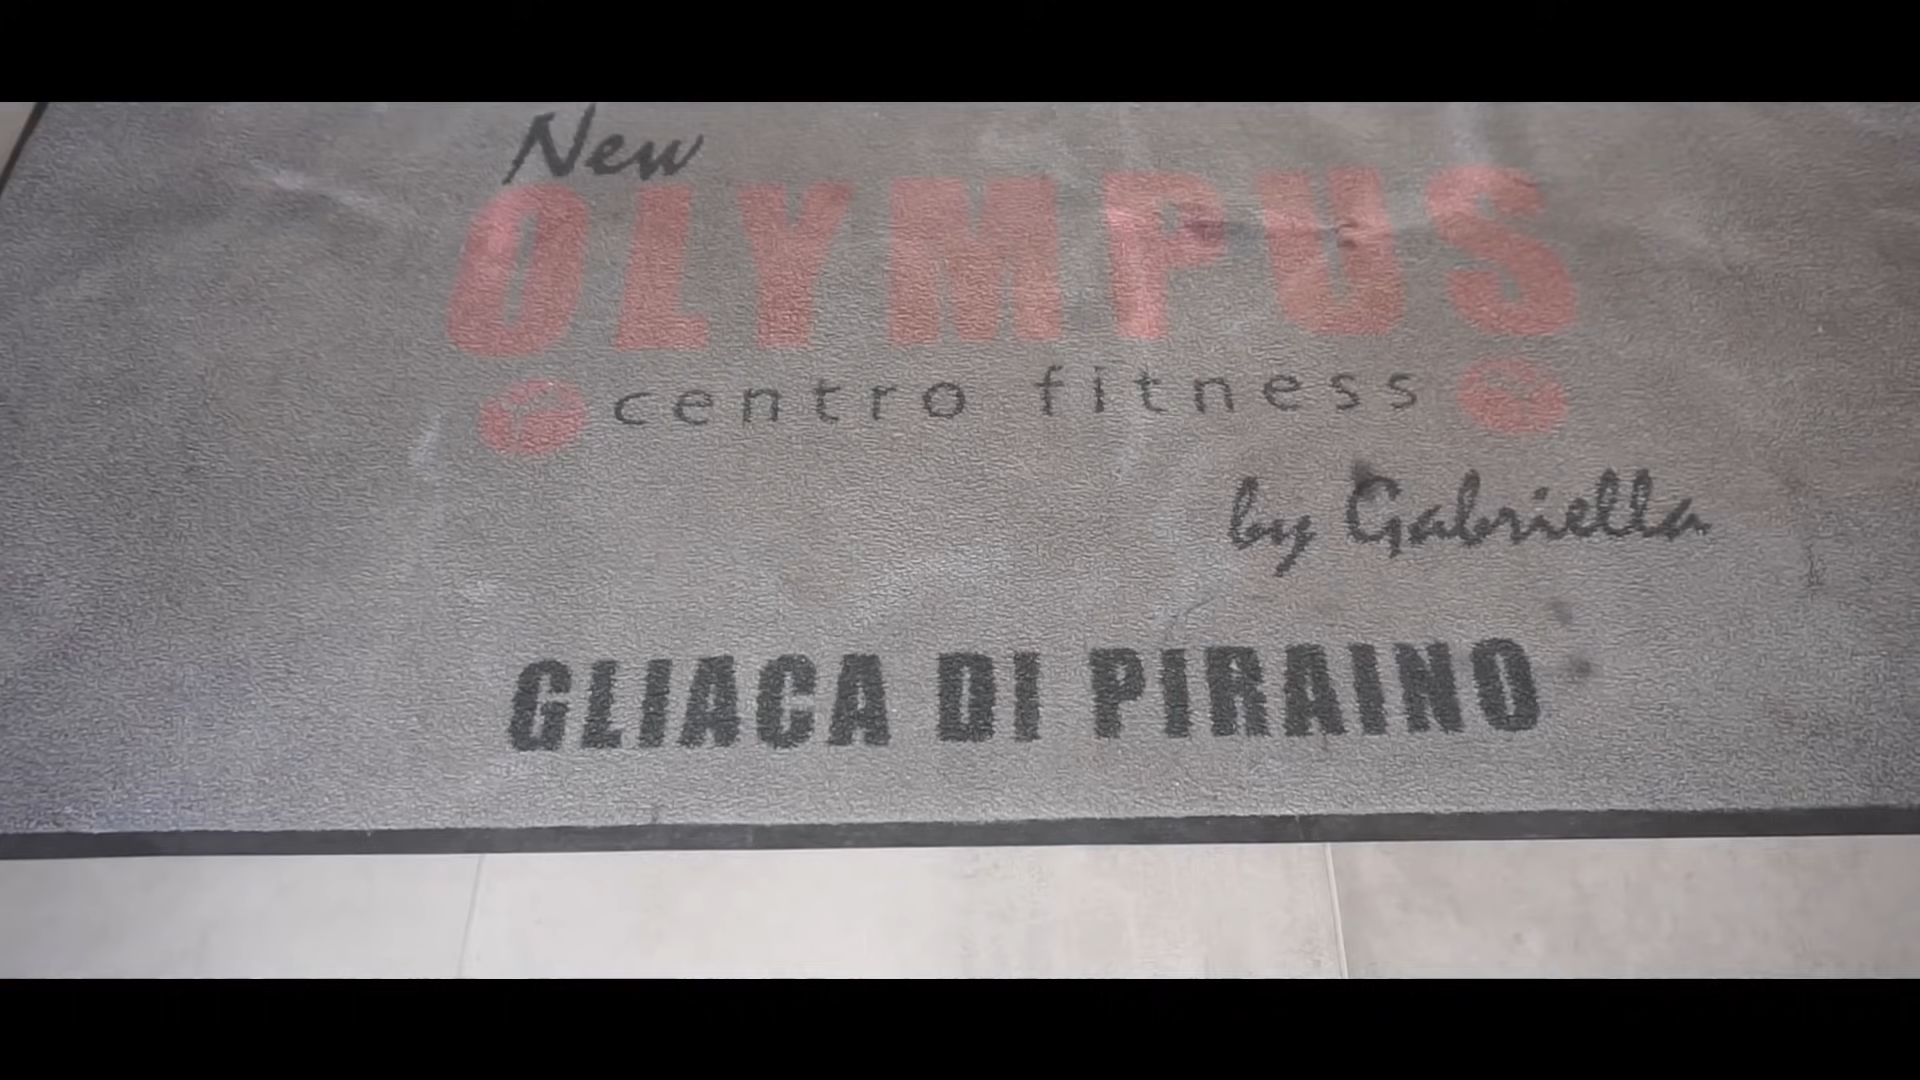 New
OLYMPUS
centro fitness
by Gabriella
GLIACA DI PIRAINO